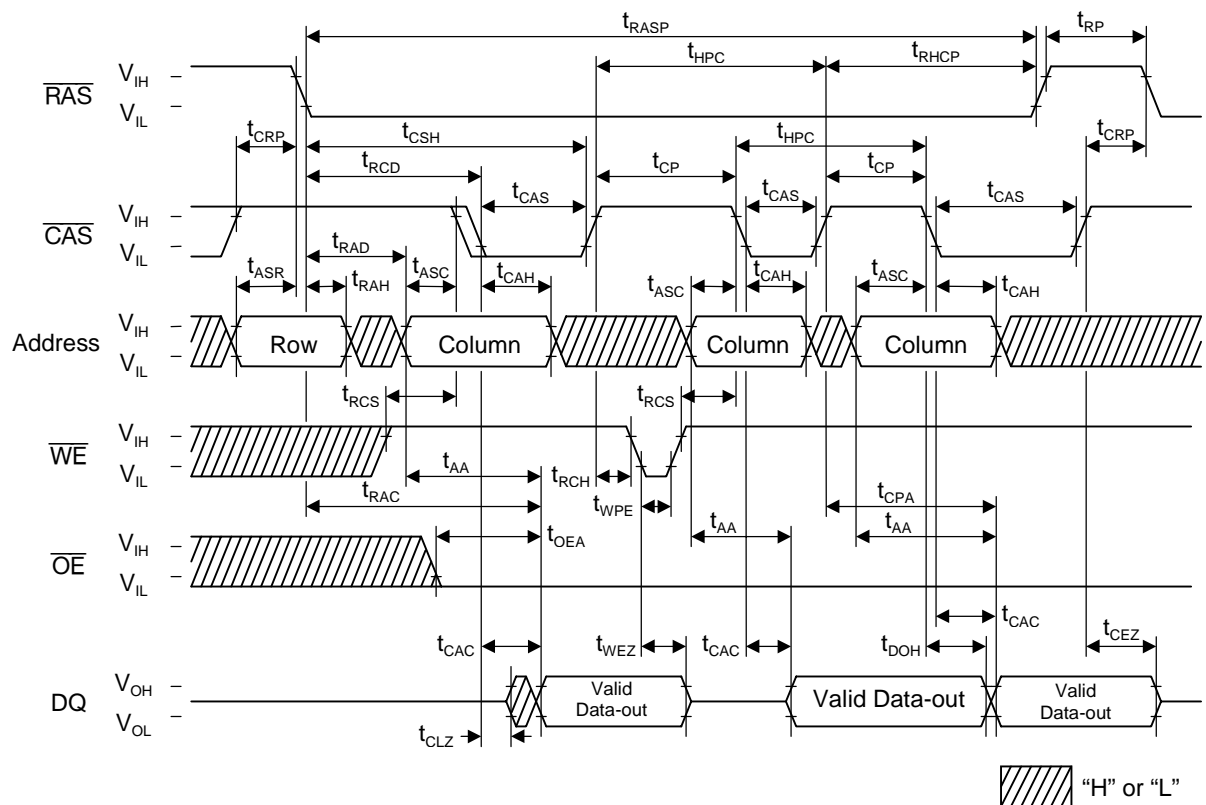 tRASP
tRP
tHPC
tRHCP
RAS
VIH
VIL
tCRP
tCSH
tHPC
tCRP
tRCD
tCP
tCP
tCAS
tCAS
tCAS
CAS
VIH
VIL
tRAD
tASR
tRAH
tASC
tCAH
tASC
tCAH
tASC
tCAH
Address
VIH
VIL
Row
Column
Column
Column
tRCS
tRCS
WE
VIH
VIL
tAA
tRCH
tCPA
tRAC
tWPE
tAA
tAA
OE
VIH
VIL
tOEA
tCAC
tCAC
tWEZ
tCAC
tDOH
tCEZ
DQ
VOH
VOL
Valid
Data-out
Valid Data-out
Valid
Data-out
tCLZ
“H” or “L”